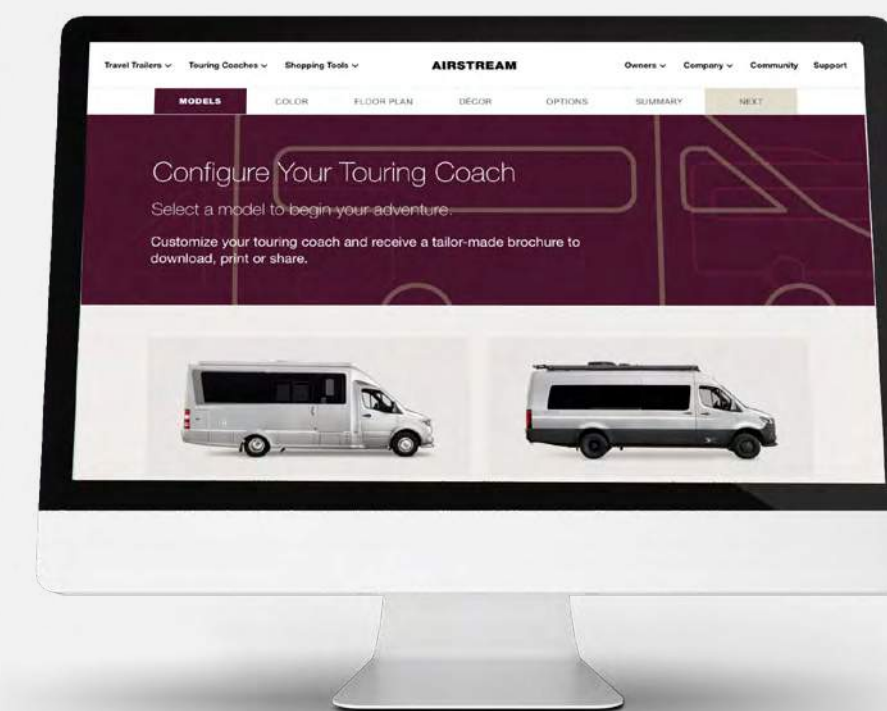 Travel Trailers Touring Coaches Shopping Tools AIRSTREAM Owners Company Community Support
MODELS COLOR FLOOR PLAN DÉCOR OPTIONS SUMMARY NEXT
Configure Your Touring Coach
Select a model to begin your adventure.
Customize your touring coach and receive a tailor-made brochure to
download, print or share.